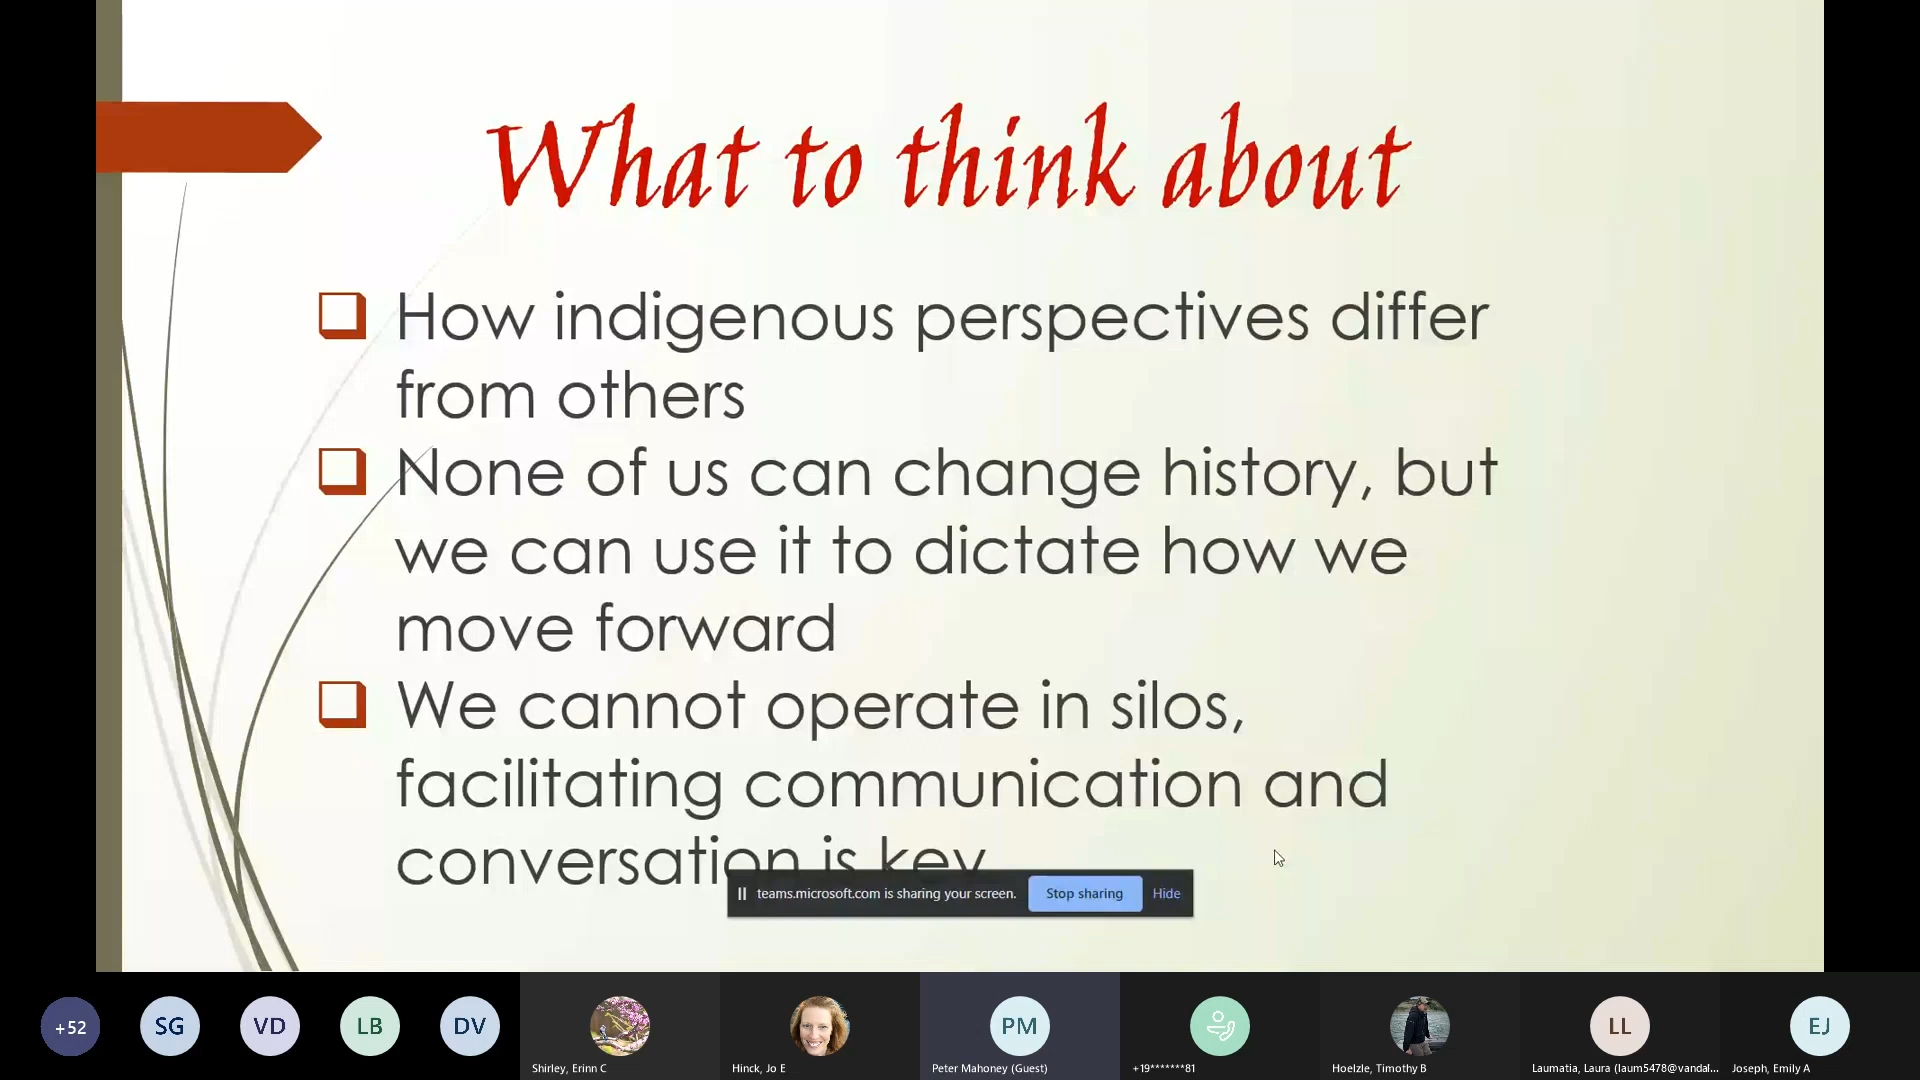 What to think about
How indigenous perspectives differ
from others
None of us can change history, but
we can use it to dictate how we
move forward
We cannot operate in silos,
facilitating communication and
conversation is key
teams.microsoft.com is sharing your screen.
Stop sharing
Hide
+52
SG
VD
LB
DV
PM
LL
EJ
Shirley, Erinn C
Hinck, Jo E
Peter Mahoney (Guest)
+19*******81
Hoelzle, Timothy B
Laumatia, Laura (laum5478@vandal...
Joseph, Emily A